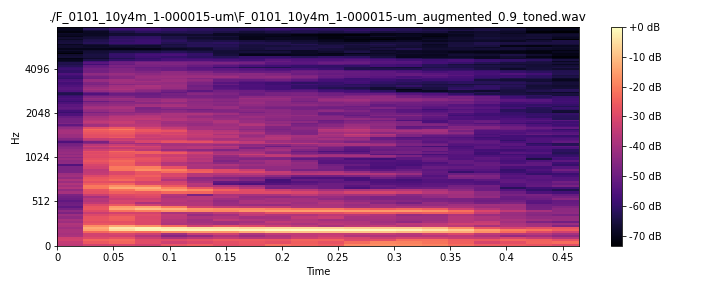 ./F_0101_10y4m_1-000015-um\F_0101_10y4m_1-000015-um_augmented_0.9_toned.wav
+0 dB
4096
-10 dB
2048
-20 dB
Hz
-30 dB
1024
-40 dB
512
-50 dB
-60 dB
0
-70 dB
0 0.05 0.1 0.15 0.2 0.25 0.3 0.35 0.4 0.45
Time